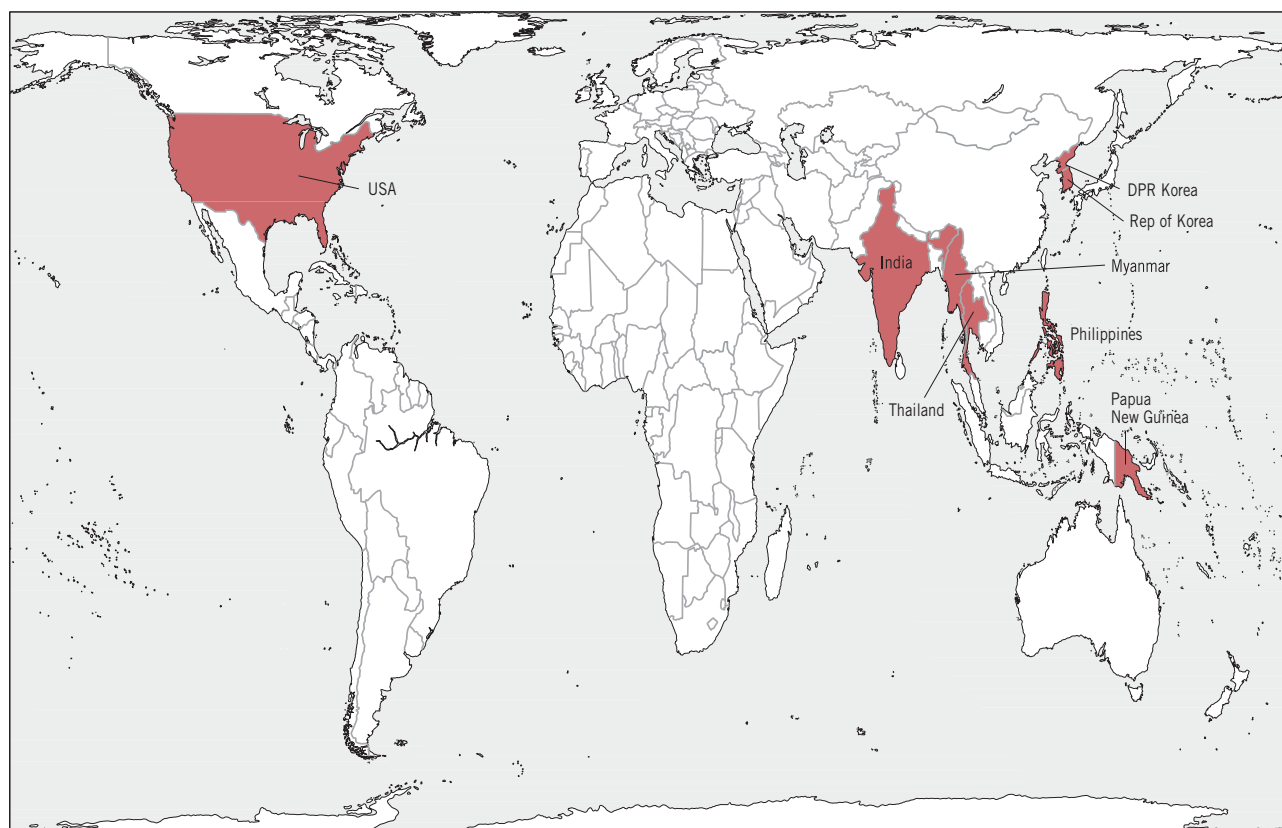 USA
DPR Korea
Rep of Korea
India
Myanmar
Philippines
Thailand
Papua
New Guinea